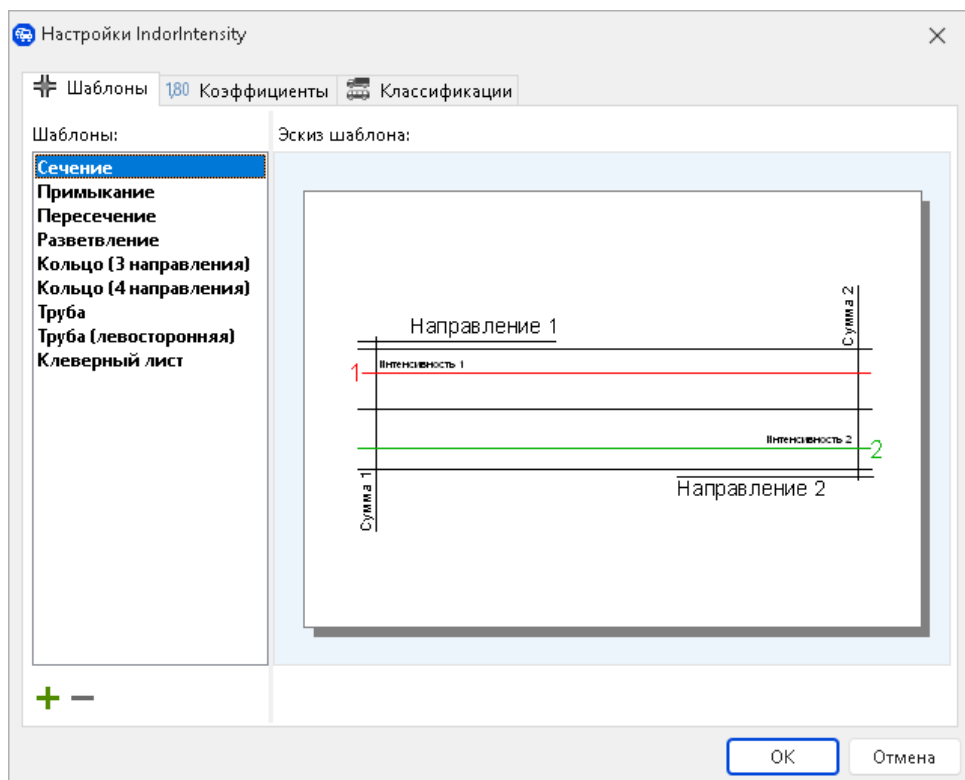 Настройки IndorIntensity
Шаблоны
1,80 Коэффициенты
Классификации
Шаблоны:
Эскиз шаблона:
Сечение
Примыкание
Пересечение
Разветвление
Кольцо (3 направления)
Кольцо (4 направления)
Труба
Труба (левосторонняя)
Клеверный лист
Направление 1
Сумма 2
Интенсивность 1
1
Интенсивность 2
2
Сумма 1
Направление 2
OK
Отмена